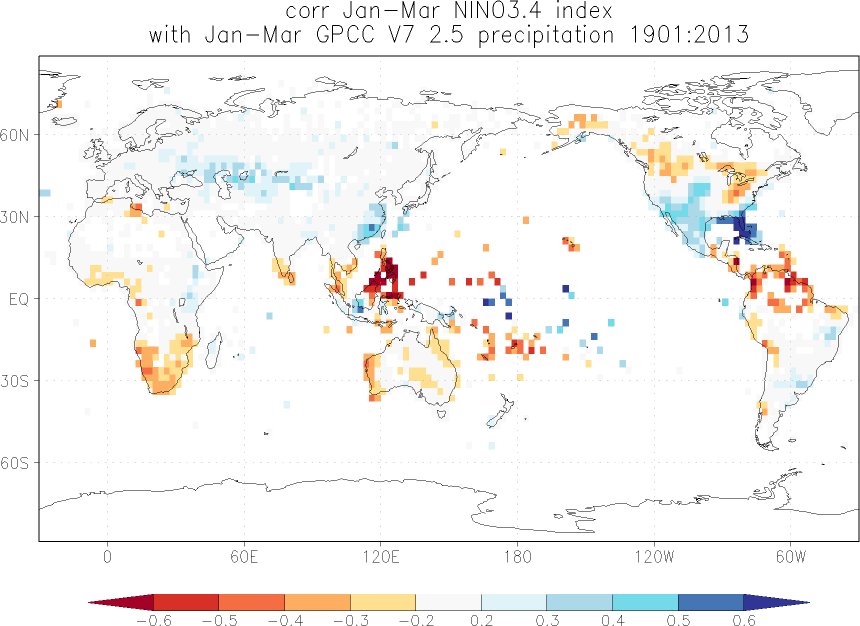 corr Jan-Mar NINO3.4 index
with Jan-Mar GPCC V7 2.5 precipitation 1901:2013
60N
30N
EQ
30S
60S
0 60E 120E 180 120W 60W
-0.6 -0.5 -0.4 -0.3 -0.2 0.2 0.3 0.4 0.5 0.6